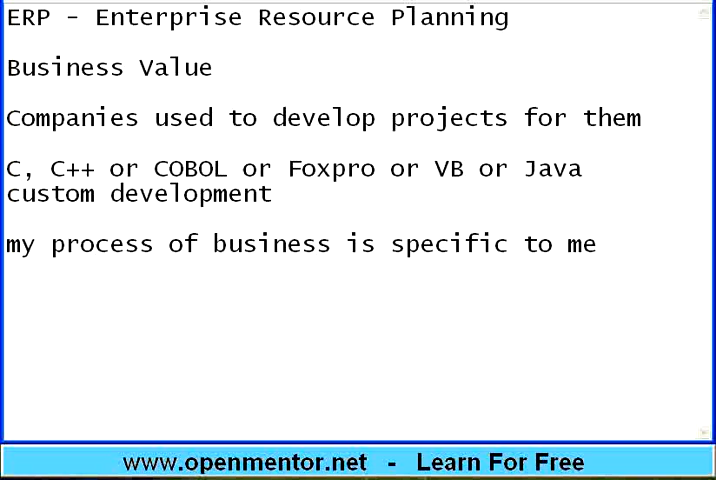 ERP - Enterprise Resource Planning
Business Value
Companies used to develop projects for them
C, C++ or COBOL or Foxpro or VB or Java
custom development
my process of business is specific to me
www.openmentor.net - Learn For Free